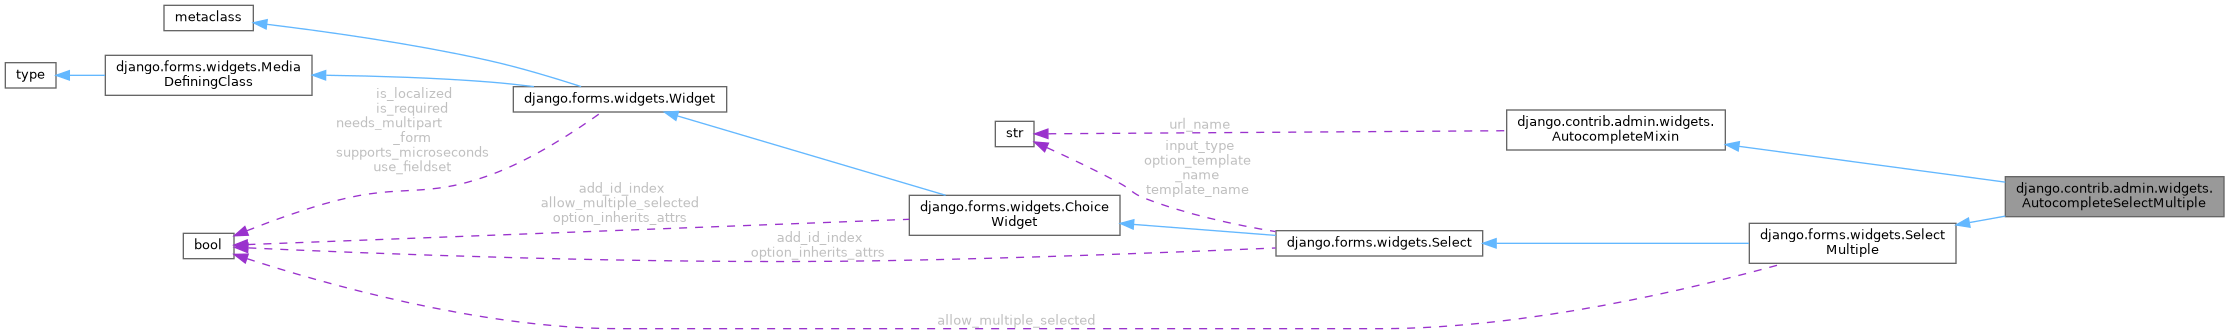 metaclass
type
django.forms.widgets.Media
DefiningClass
django.forms.widgets.Widget
is_localized
is_required
needs_multipart
_form
supports_microseconds
use_fieldset
str
url_name
django.contrib.admin.widgets.
AutocompleteMixin
input_type
option_template
_name
template_name
add_id_index
allow_multiple_selected
option_inherits_attrs
django.forms.widgets.Choice
Widget
django.contrib.admin.widgets.
AutocompleteSelectMultiple
bool
add_id_index
option_inherits_attrs
django.forms.widgets.Select
django.forms.widgets.Select
Multiple
allow_multiple_selected